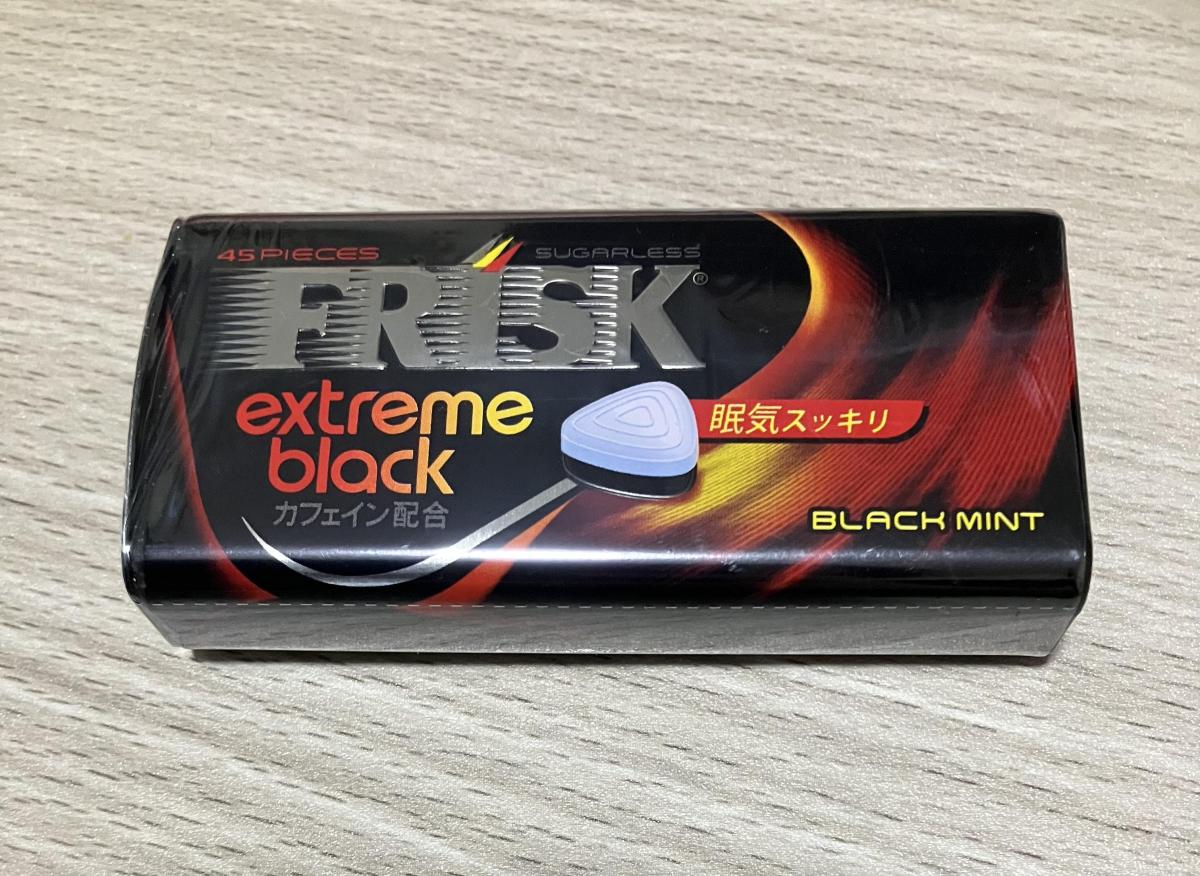 45 PIECES SUGARLESS
FRISK®
extreme
black
カフェイン配合
眠気スッキリ
BLACK MINT